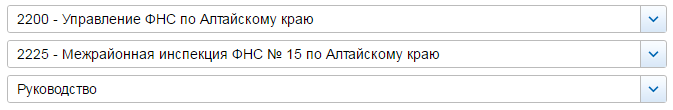 2200 - Управление ФНС по Алтайскому краю
2225 - Межрайонная инспекция ФНС № 15 по Алтайскому краю
Руководство